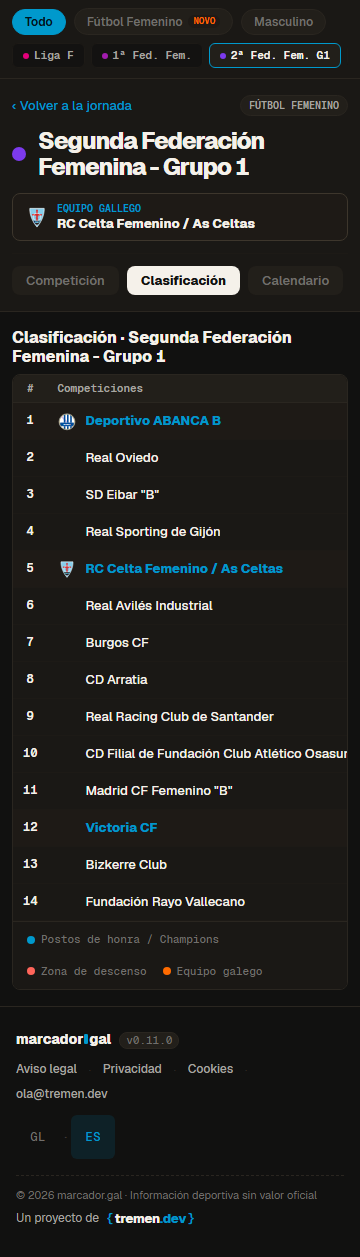 Todo Fútbol Femenino NOVO Masculino
Liga F 1ª Fed. Fem. 2ª Fed. Fem. G1
‹ Volver a la jornada FÚTBOL FEMENINO
Segunda Federación
Femenina - Grupo 1
EQUIPO GALLEGO
RC Celta Femenino / As Celtas
Competición Clasificación Calendario
Clasificación · Segunda Federación
Femenina - Grupo 1
# Competiciones
1 Deportivo ABANCA B
2 Real Oviedo
3 SD Eibar "B"
4 Real Sporting de Gijón
5 RC Celta Femenino / As Celtas
6 Real Avilés Industrial
7 Burgos CF
8 CD Arratia
9 Real Racing Club de Santander
10 CD Filial de Fundación Club Atlético Osasun
11 Madrid CF Femenino "B"
12 Victoria CF
13 Bizkerre Club
14 Fundación Rayo Vallecano
Postos de honra / Champions
Zona de descenso Equipo galego
marcador gal v0.11.0
Aviso legal · Privacidad · Cookies ·
ola@tremen.dev
GL · ES
© 2026 marcador.gal · Información deportiva sin valor oficial
Un proyecto de {tremen.dev}